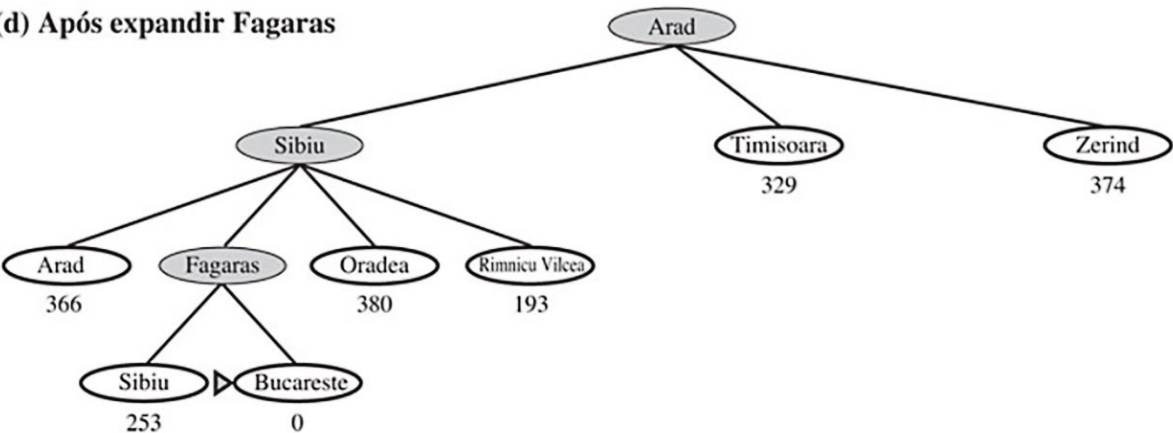 (d) Após expandir Fagaras
Arad
Sibiu
Timisoara
Zerind
329
374
Arad
Fagaras
Oradea
Rimnicu Vilcea
366
380
193
Sibiu
Bucareste
253
0